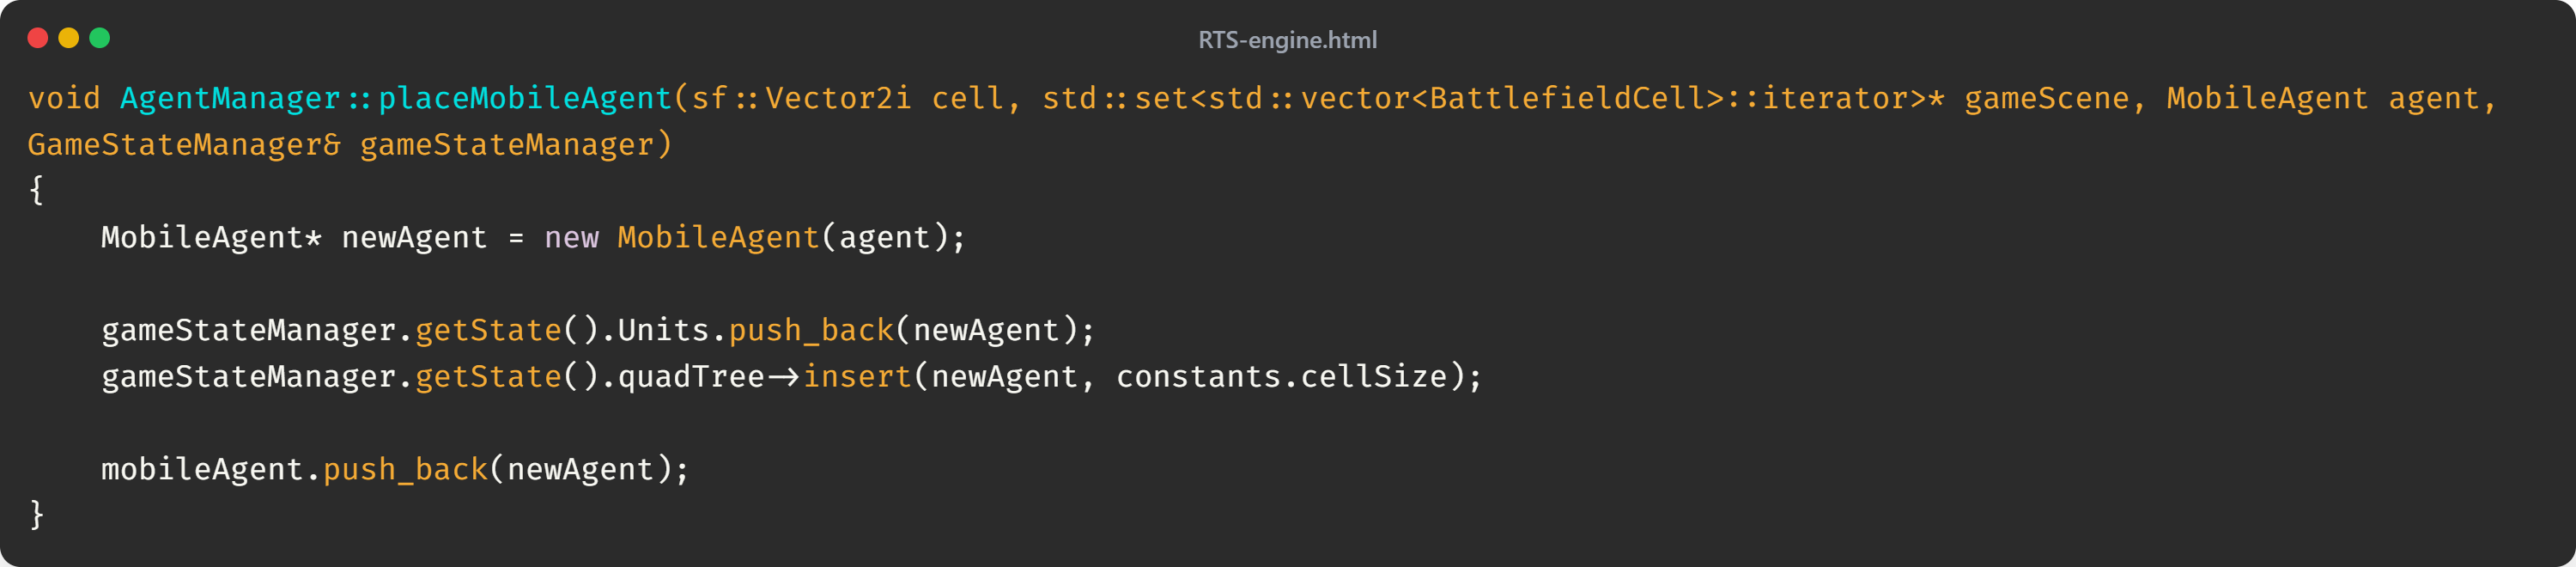 RTS-engine.html
void AgentManager::placeMobileAgent(sf::Vector2i cell, std::set<std::vector<BattlefieldCell>::iterator>* gameScene, MobileAgent agent,
GameStateManager& gameStateManager)
{
    MobileAgent* newAgent = new MobileAgent(agent);
    gameStateManager.getState().Units.push_back(newAgent);
    gameStateManager.getState().quadTree->insert(newAgent, constants.cellSize);
    mobileAgent.push_back(newAgent);
}